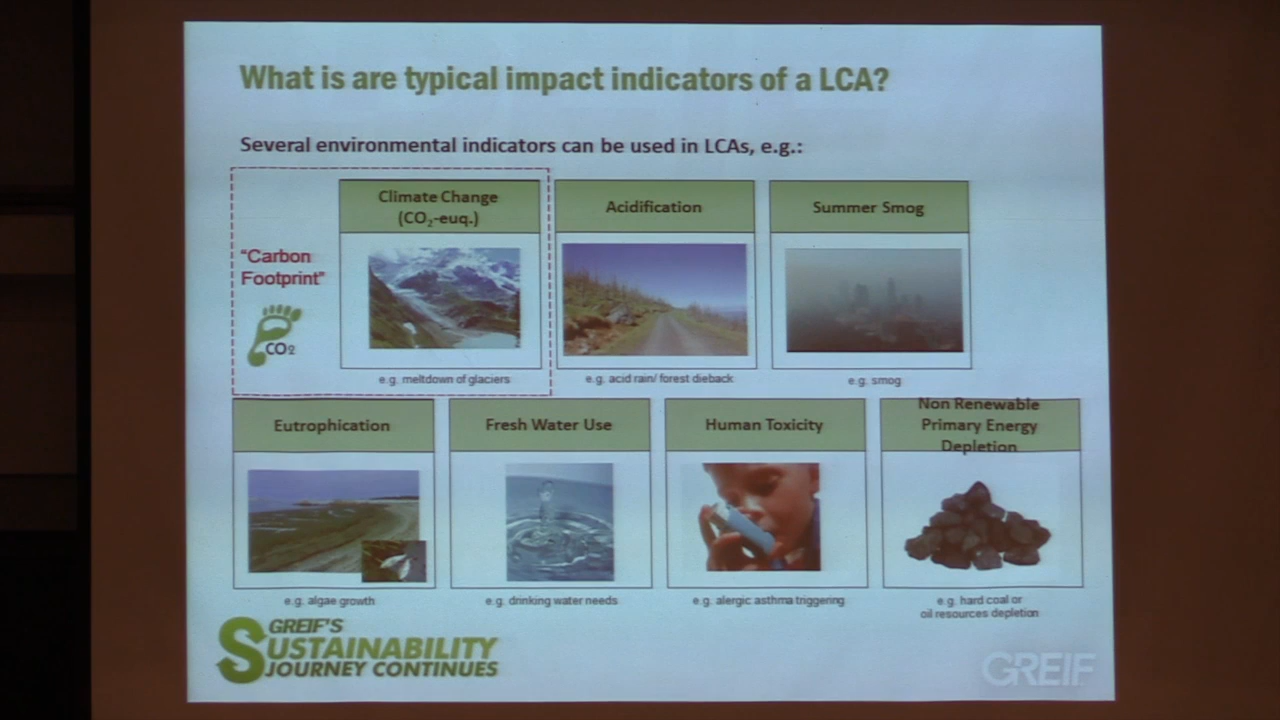 What is are typical impact indicators of a LCA?
Several environmental indicators can be used in LCAs, e.g.:
"Carbon
Footprint"
CO2
Climate Change
(CO₂-euq.)
e.g. meltdown of glaciers
Acidification
e.g. acid rain/ forest dieback
Summer Smog
e.g. smog
Eutrophication
e.g. algae growth
Fresh Water Use
e.g. drinking water needs
Human Toxicity
e.g. alergic asthma triggering
Non Renewable
Primary Energy
Depletion
e.g. hard coal or
oil resources depletion
GREIF'S
SUSTAINABILITY
JOURNEY CONTINUES
GREIF